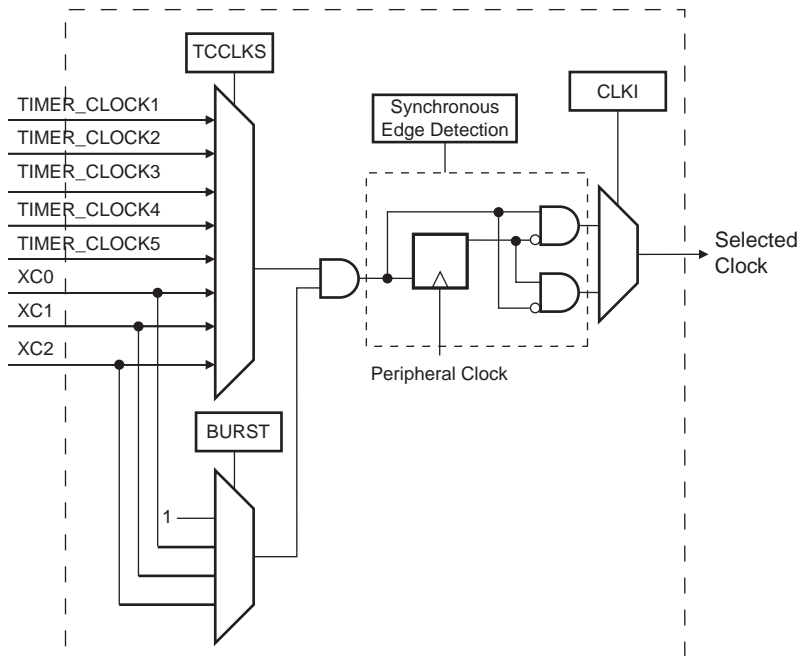 TCCLKS
TIMER_CLOCK1
TIMER_CLOCK2
TIMER_CLOCK3
TIMER_CLOCK4
TIMER_CLOCK5
XC0
XC1
XC2
Synchronous
Edge Detection
CLKI
Selected
Clock
Peripheral Clock
BURST
1